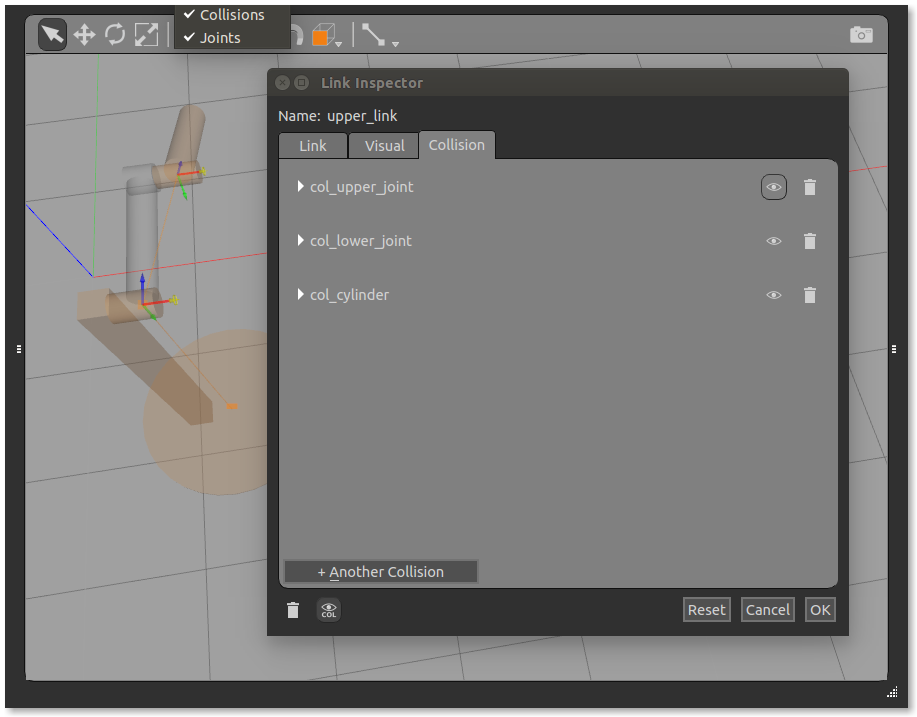 Collisions
Joints
Link Inspector
Name: upper_link
Link Visual Collision
col_upper_joint
col_lower_joint
col_cylinder
+ Another Collision
COL
Reset Cancel OK